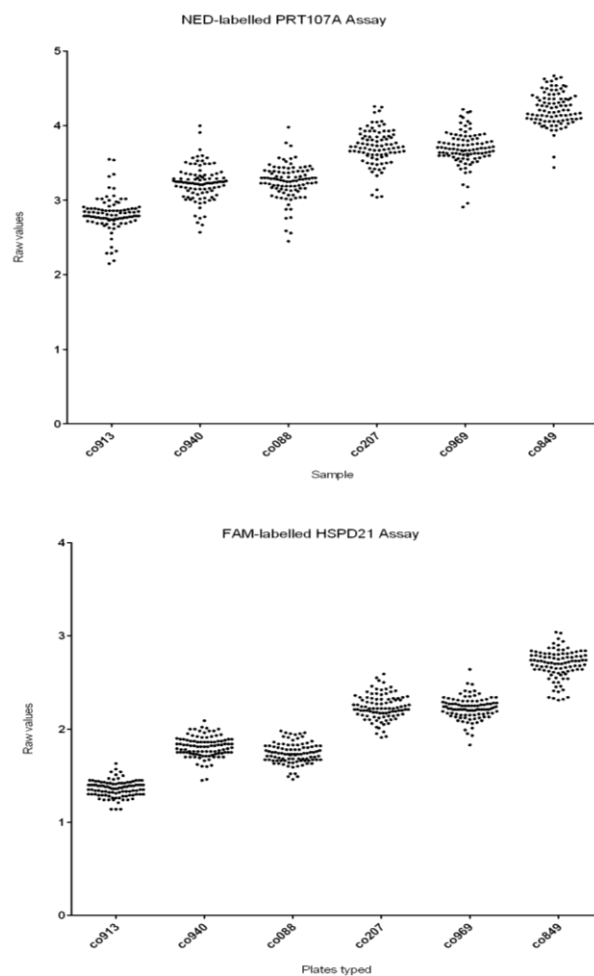 NED-labelled PRT107A Assay
5
4
3
2
1
0
Raw values
co913 co940 co088 co207 co969 co849
Sample
FAM-labelled HSPD21 Assay
4
3
2
1
0
Raw values
co913 co940 co088 co207 co969 co849
Plates typed